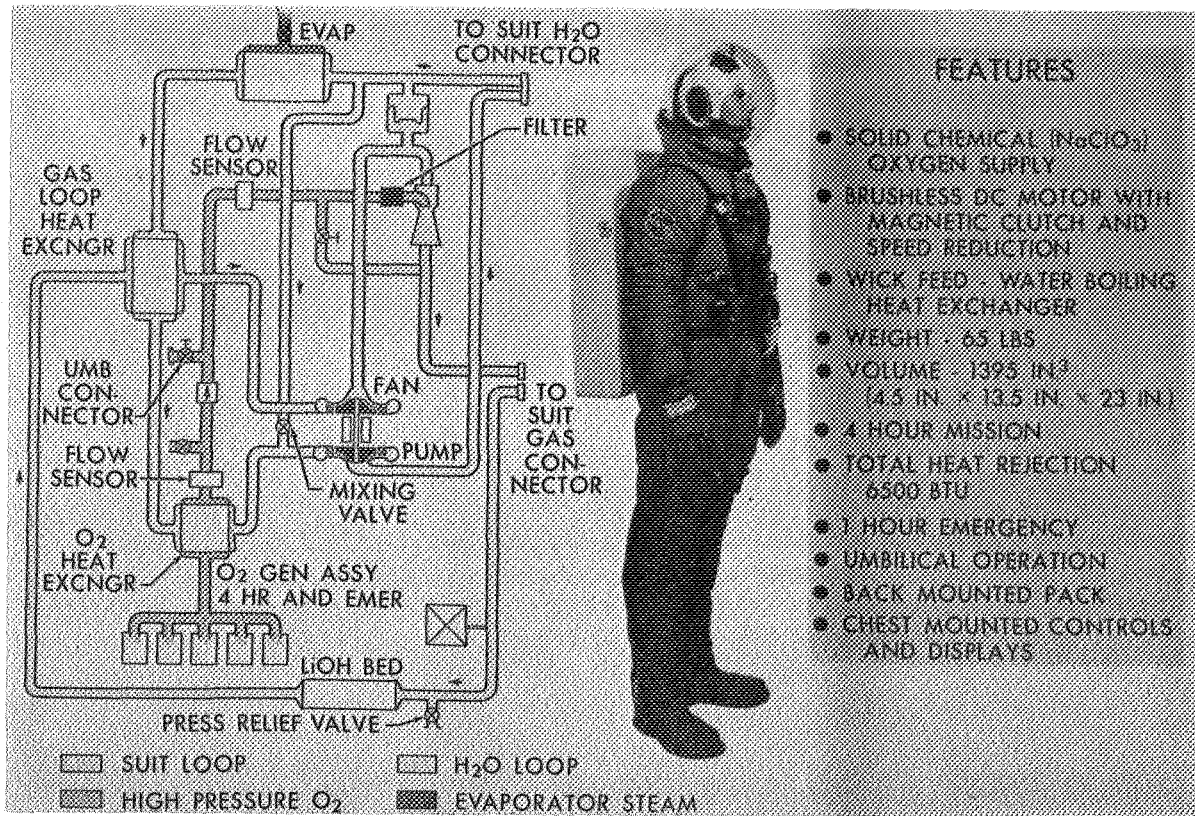 EVAP
TO SUIT H₂O
CONNECTOR
FILTER
FLOW
SENSOR
GAS
LOOP
HEAT
EXCNGR
UMB
CON-
NECTOR
FAN
TO
SUIT
GAS
CON-
NECTOR
PUMP
FLOW
SENSOR
MIXING
VALVE
O₂
HEAT
EXCNGR
O₂ GEN ASSY
4 HR AND EMER
LiOH BED
PRESS RELIEF VALVE
SUIT LOOP
H₂O LOOP
HIGH PRESSURE O₂
EVAPORATOR STEAM
FEATURES
● SOLID CHEMICAL (NaClO₃)
OXYGEN SUPPLY
● BRUSHLESS DC MOTOR WITH
MAGNETIC CLUTCH AND
SPEED REDUCTION
● WICK FEED - WATER BOILING
HEAT EXCHANGER
● WEIGHT - 65 LBS
● VOLUME - 1395 IN³
(4.5 IN. × 13.5 IN. × 23 IN.)
● 4 HOUR MISSION
● TOTAL HEAT REJECTION
6500 BTU
● 1 HOUR EMERGENCY
● UMBILICAL OPERATION
● BACK MOUNTED PACK
● CHEST MOUNTED CONTROLS
AND DISPLAYS